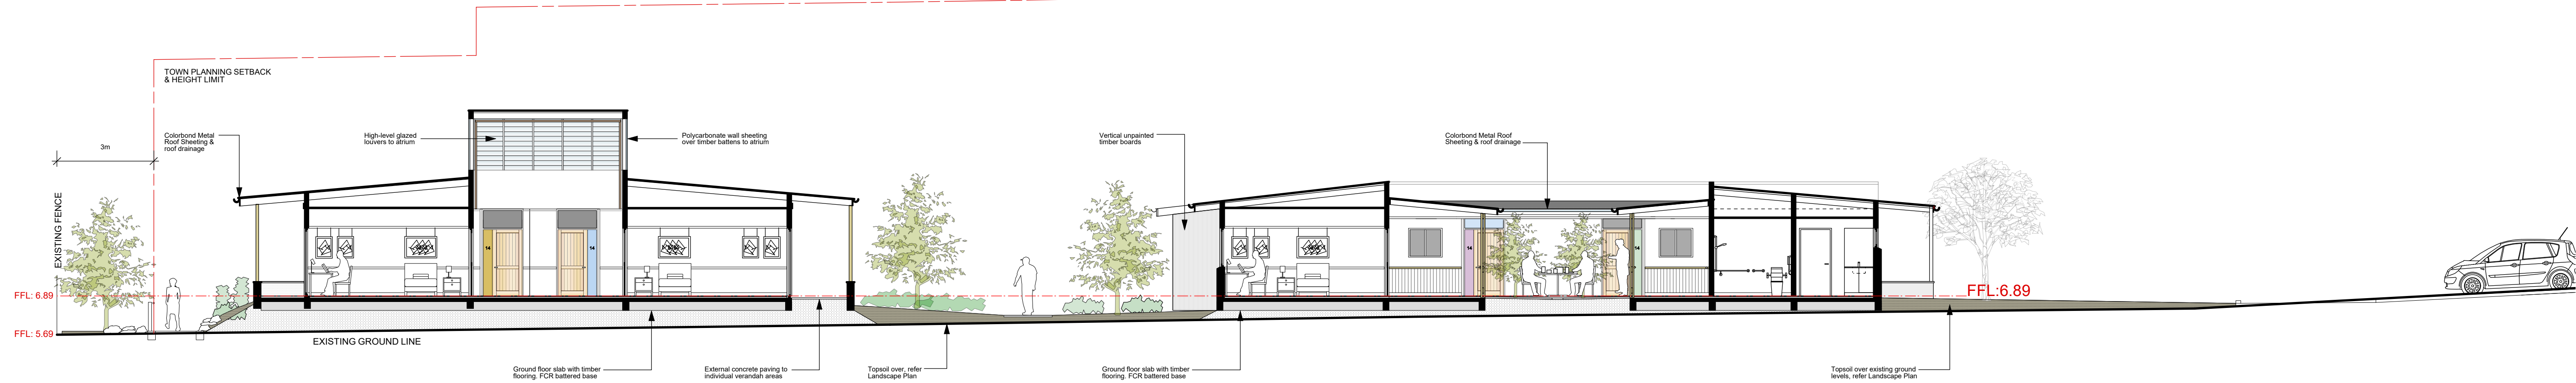 TOWN PLANNING SETBACK
& HEIGHT LIMIT
Colorbond Metal
Roof Sheeting &
roof drainage
High-level glazed
louvers to atrium
Polycarbonate wall sheeting
over timber battens to atrium
Vertical unpainted
timber boards
Colorbond Metal Roof
Sheeting & roof drainage
3m
EXISTING FENCE
14
14
14
14
FFL: 6.89
FFL:6.89
FFL: 5.69
EXISTING GROUND LINE
Ground floor slab with timber
flooring. FCR battered base
External concrete paving to
individual verandah areas
Topsoil over, refer
Landscape Plan
Ground floor slab with timber
flooring. FCR battered base
Topsoil over existing ground
levels, refer Landscape Plan